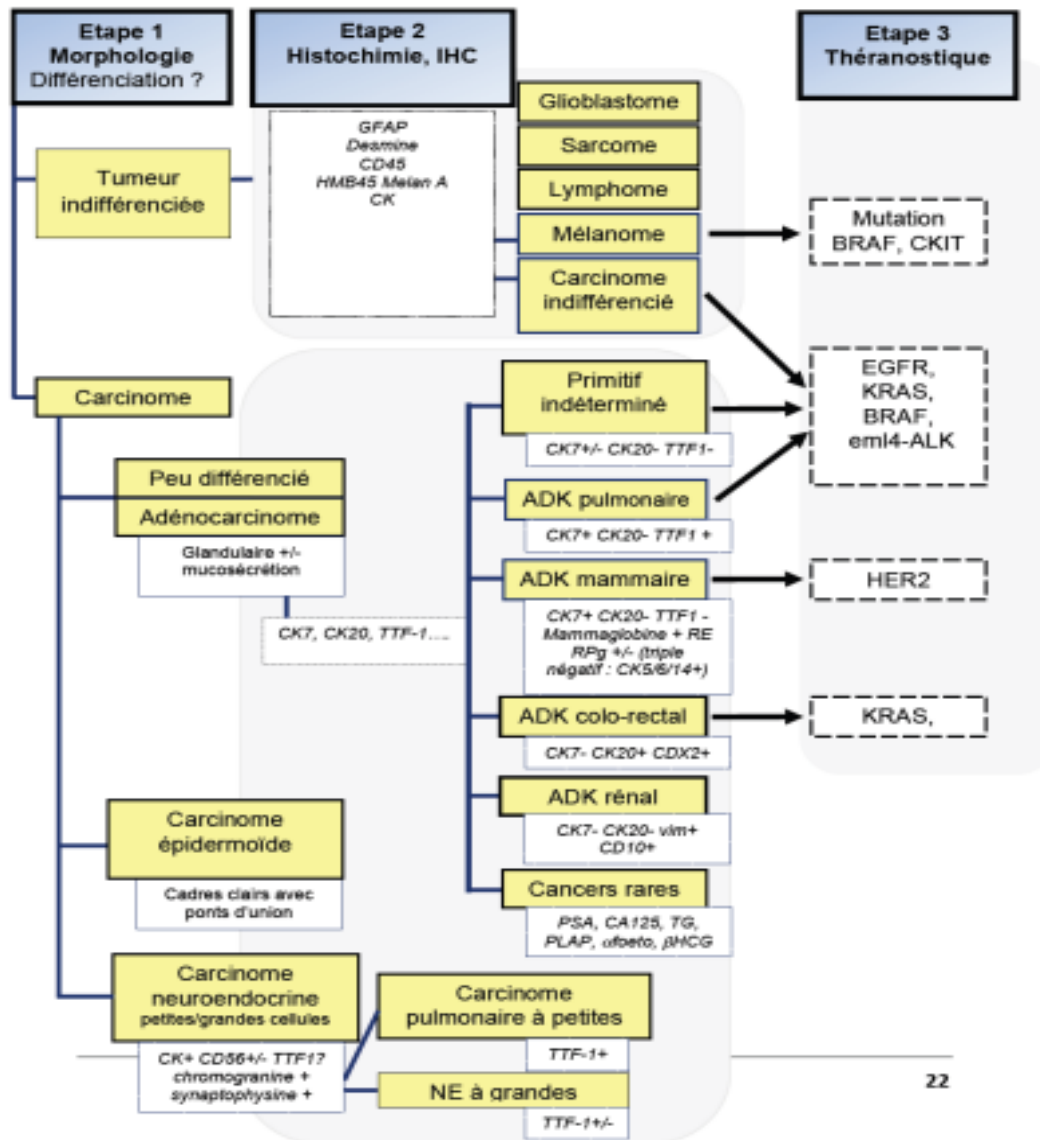 Etape 1
Morphologie
Différenciation ?
Etape 2
Histochimie, IHC
Etape 3
Théranostique
Tumeur
indifférenciée
GFAP
Desmine
CD45
HMB45 Melan A
CK
Glioblastome
Sarcome
Lymphome
Mélanome
Carcinome
indifférencié
Mutation
BRAF, CKIT
EGFR,
KRAS,
BRAF,
eml4-ALK
Carcinome
Primitif
indéterminé
CK7+/- CK20- TTF1-
Peu différencié
Adénocarcinome
Glandulaire +/-
mucosécrétion
CK7, CK20, TTF-1....
ADK pulmonaire
CK7+ CK20- TTF1 +
ADK mammaire
CK7+ CK20- TTF1 -
Mammaglobine + RE
RPg +/- (triple
négatif : CK5/6/14+)
HER2
ADK colo-rectal
CK7- CK20+ CDX2+
KRAS,
ADK rénal
CK7- CK20- vim+
CD10+
Cancers rares
PSA, CA125, TG,
PLAP, αfoeto, βHCG
Carcinome
épidermoïde
Cadres clairs avec
ponts d'union
Carcinome
neuroendocrine
petites/grandes cellules
CK+ CD56+/- TTF1?
chromogranine +
synaptophysine +
Carcinome
pulmonaire à petites
TTF-1+
NE à grandes
TTF-1+/-
22